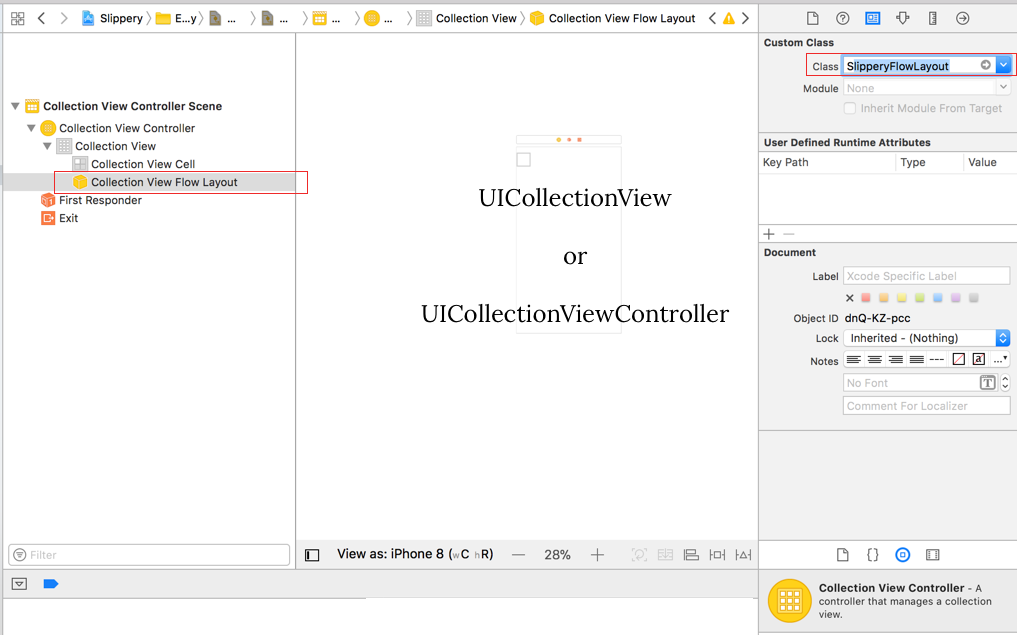 Slippery E...y ... ... ... ... Collection View Collection View Flow Layout
Collection View Controller Scene
Collection View Controller
Collection View
Collection View Cell
Collection View Flow Layout
First Responder
Exit
Filter
UICollectionView
or
UICollectionViewController
View as: iPhone 8 (wC hR) — 28% +
Custom Class
Class SlipperyFlowLayout
Module None
Inherit Module From Target
User Defined Runtime Attributes
Key Path Type Value
+ —
Document
Label Xcode Specific Label
Object ID dnQ-KZ-pcc
Lock Inherited - (Nothing)
Notes a ...
No Font T
Comment For Localizer
{}
Collection View Controller - A
controller that manages a collection
view.